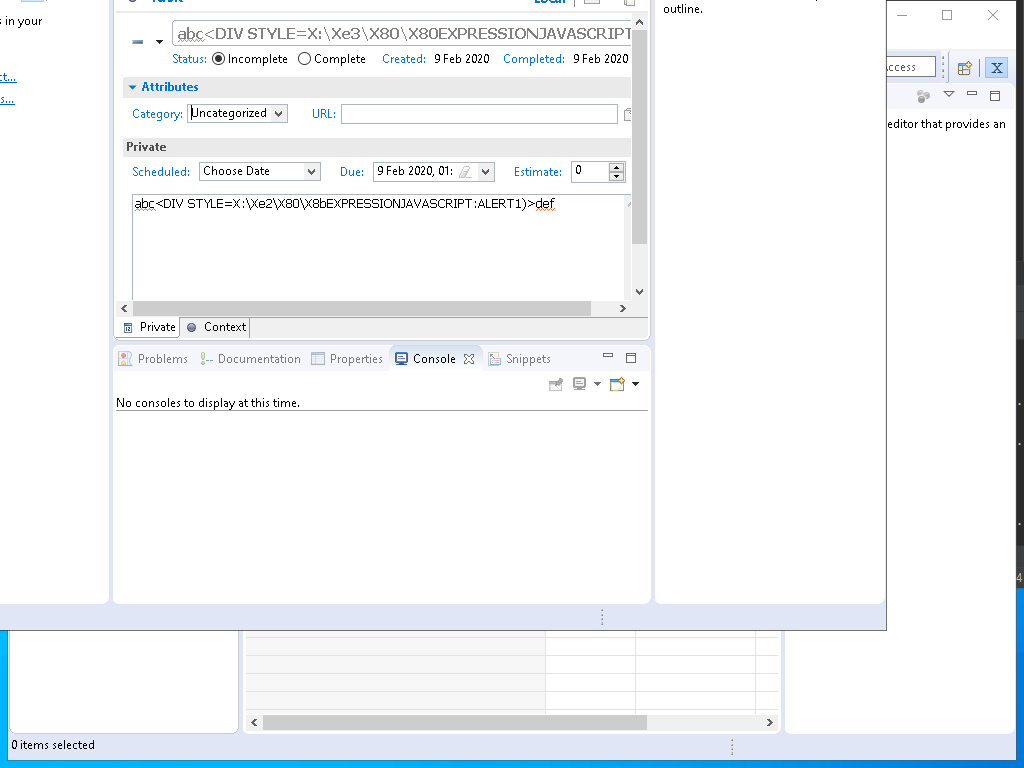 s in your
outline.
abc<DIV STYLE=X:\Xe3\X80\X80EXPRESSIONJAVASCRIPT
Status: Incomplete Complete Created: 9 Feb 2020 Completed: 9 Feb 2020
ct...
s...
Attributes
Category: Uncategorized URL:
Private
Scheduled: Choose Date Due: 9 Feb 2020, 01: Estimate: 0
abc<DIV STYLE=X:\Xe2\X80\X8bEXPRESSIONJAVASCRIPT:ALERT1)>def
Private Context
Problems Documentation Properties Console Snippets
No consoles to display at this time.
ccess
editor that provides an
4
0 items selected